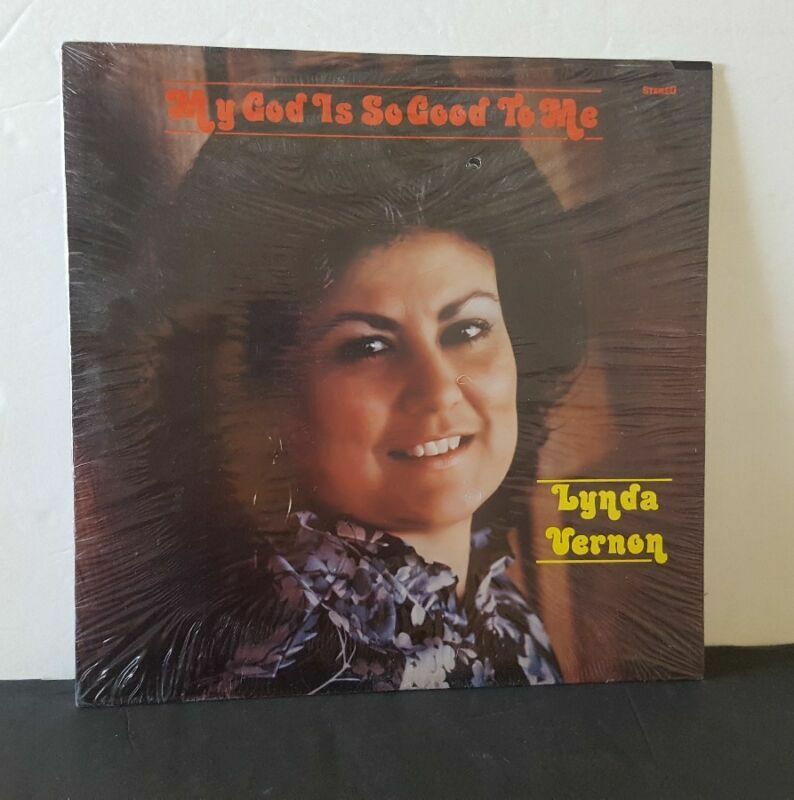 My God Is So Good To Me
STEREO
Lynda
Vernon